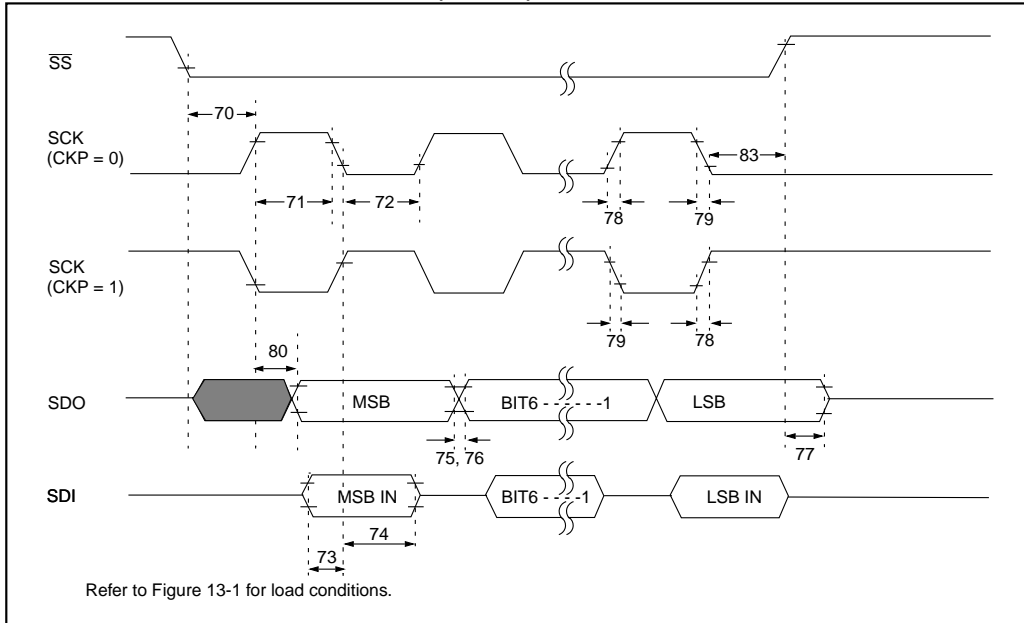 SS
70
SCK
(CKP = 0)
83
71
72
78
79
SCK
(CKP = 1)
79
78
80
SDO
MSB
BIT6 - - - - - -1
LSB
75, 76
77
SDI
MSB IN
BIT6 - - - -1
LSB IN
74
73
Refer to Figure 13-1 for load conditions.